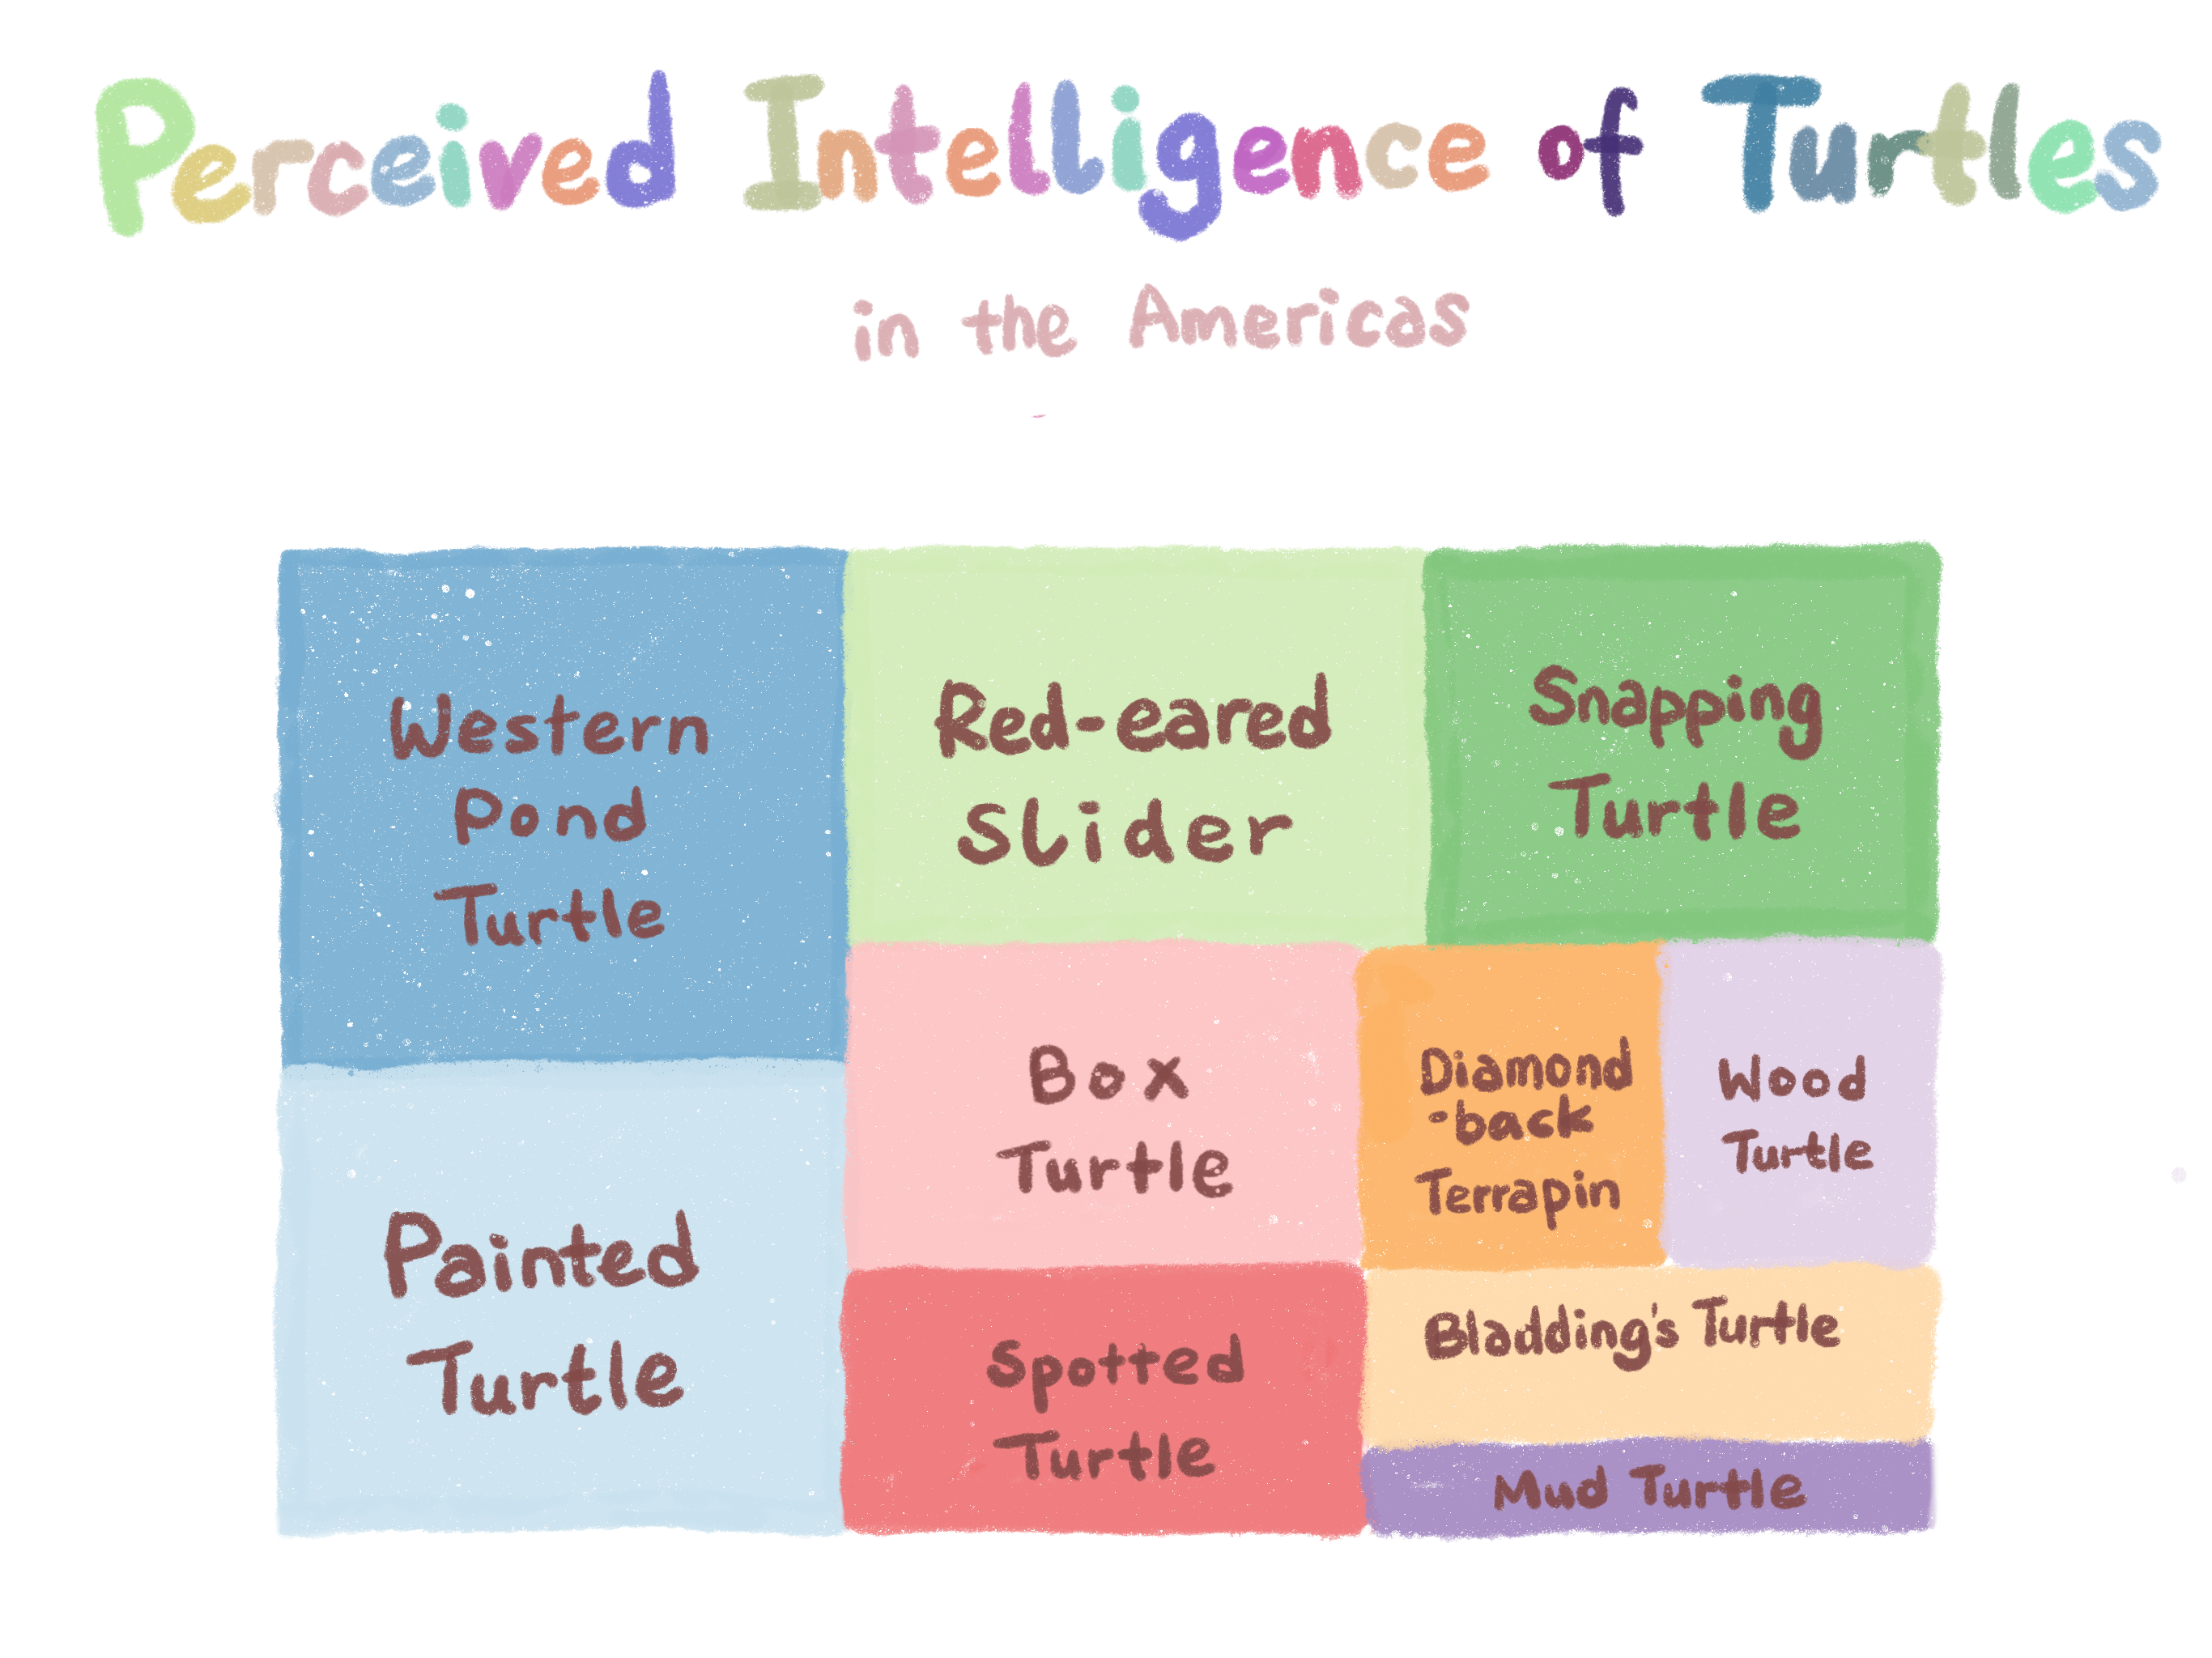 Perceived Intelligence of Turtles
in the Americas
Western
Pond
Turtle
Red-eared
Slider
Snapping
Turtle
Painted
Turtle
Box
Turtle
Diamond
-back
Terrapin
Wood
Turtle
Spotted
Turtle
Bladding's Turtle
Mud Turtle